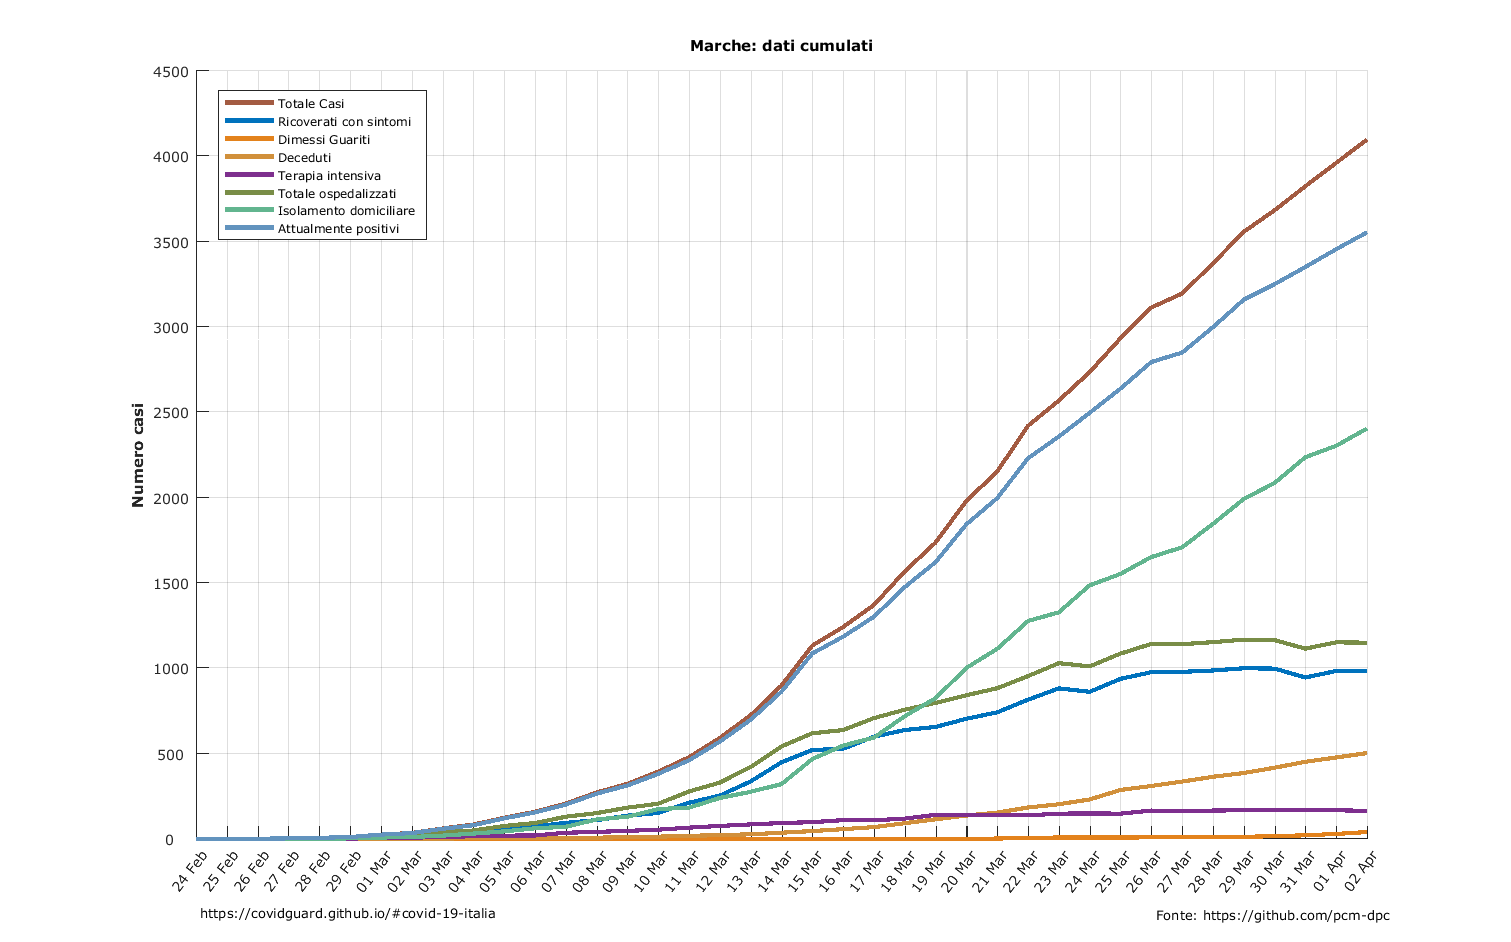 Marche: dati cumulati
4500
4000
3500
3000
2500
2000
1500
1000
500
0
Numero casi
Totale Casi
Ricoverati con sintomi
Dimessi Guariti
Deceduti
Terapia intensiva
Totale ospedalizzati
Isolamento domiciliare
Attualmente positivi
24 Feb
25 Feb
26 Feb
27 Feb
28 Feb
29 Feb
01 Mar
02 Mar
03 Mar
04 Mar
05 Mar
06 Mar
07 Mar
08 Mar
09 Mar
10 Mar
11 Mar
12 Mar
13 Mar
14 Mar
15 Mar
16 Mar
17 Mar
18 Mar
19 Mar
20 Mar
21 Mar
22 Mar
23 Mar
24 Mar
25 Mar
26 Mar
27 Mar
28 Mar
29 Mar
30 Mar
31 Mar
01 Apr
02 Apr
https://covidguard.github.io/#covid-19-italia
Fonte: https://github.com/pcm-dpc